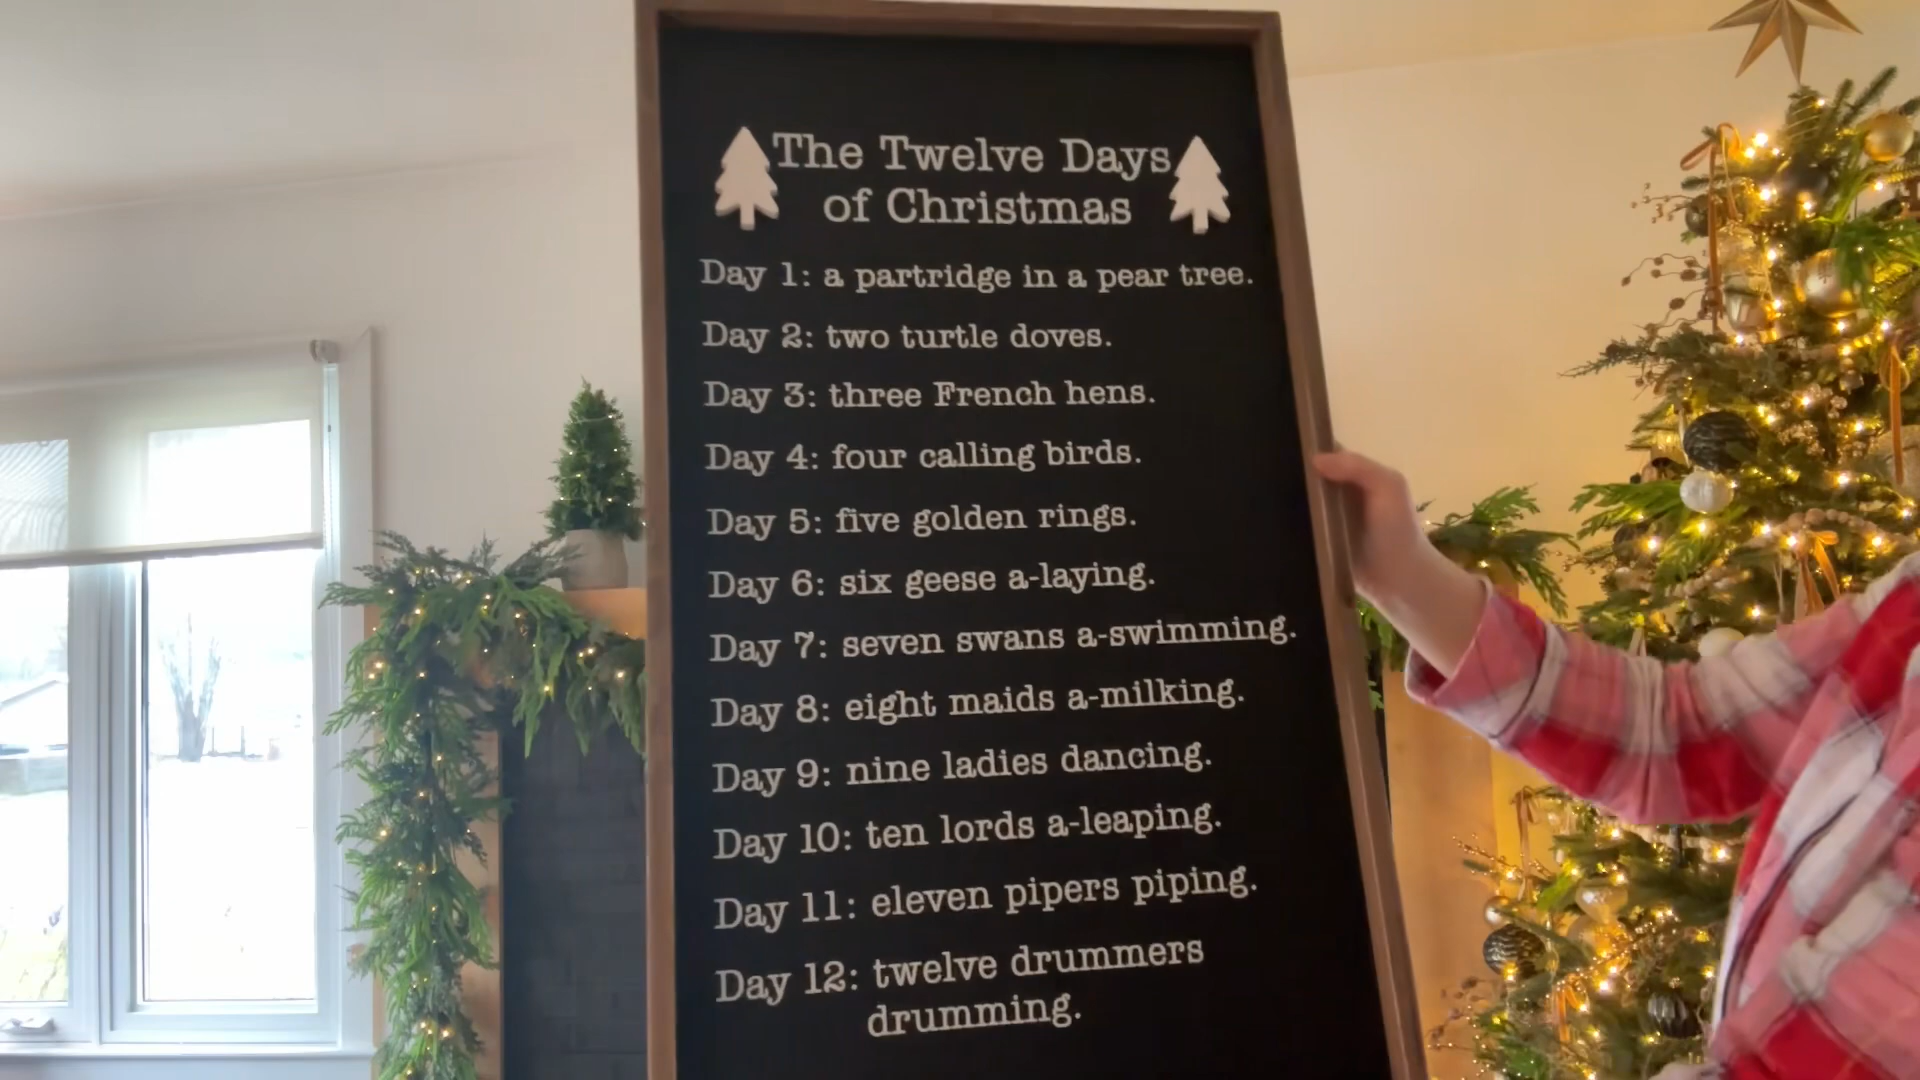 The Twelve Days
of Christmas
Day 1: a partridge in a pear tree.
Day 2: two turtle doves.
Day 3: three French hens.
Day 4: four calling birds.
Day 5: five golden rings.
Day 6: six geese a-laying.
Day 7: seven swans a-swimming.
Day 8: eight maids a-milking.
Day 9: nine ladies dancing.
Day 10: ten lords a-leaping.
Day 11: eleven pipers piping.
Day 12: twelve drummers
drumming.